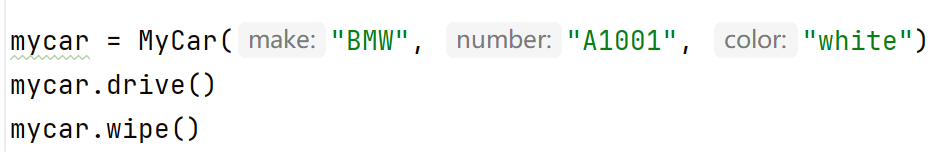 mycar = MyCar( make: "BMW", number: "A1001", color: "white")
mycar.drive()
mycar.wipe()